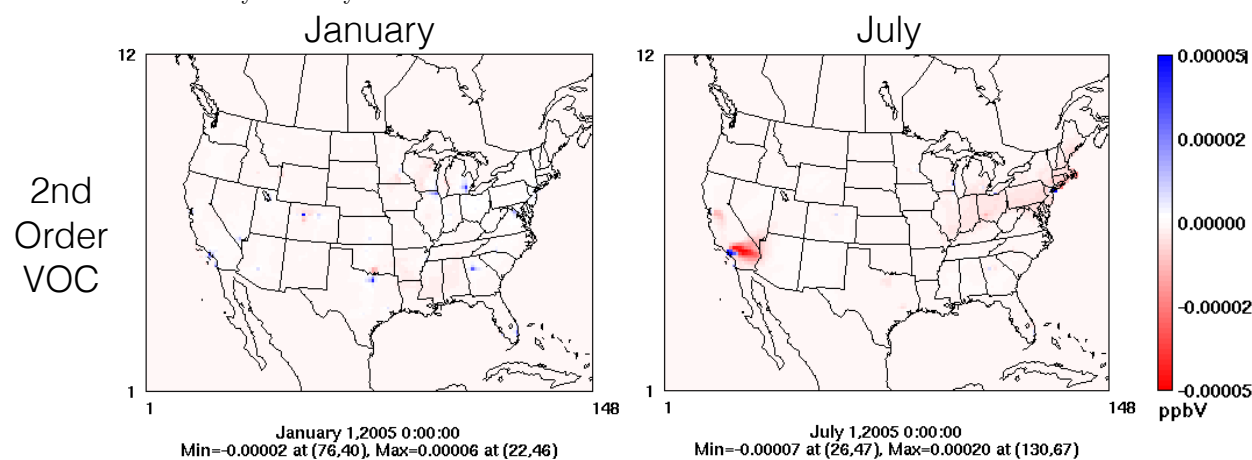 January July
2nd
Order
VOC
12
1
1 148
January 1,2005 0:00:00
Min=-0.00002 at (76,40), Max=0.00006 at (22,46)
12
1
1 148
July 1,2005 0:00:00
Min=-0.00007 at (26,47), Max=0.00020 at (130,67)
0.00005
0.00002
0.00000
-0.00002
-0.00005
ppbV